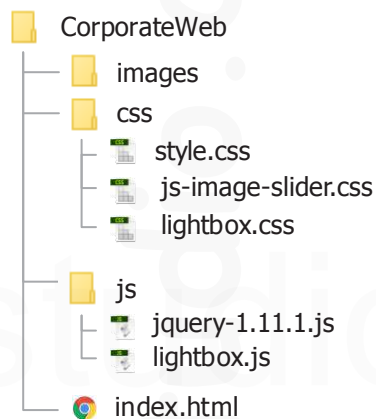 CorporateWeb
images
css
style.css
js-image-slider.css
lightbox.css
js
jquery-1.11.1.js
lightbox.js
index.html